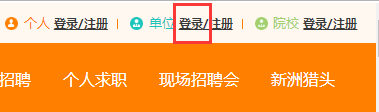 个人 登录/注册 | 单位 登录/注册 | 院校 登录/注册
招聘 个人求职 现场招聘会 新洲猎头